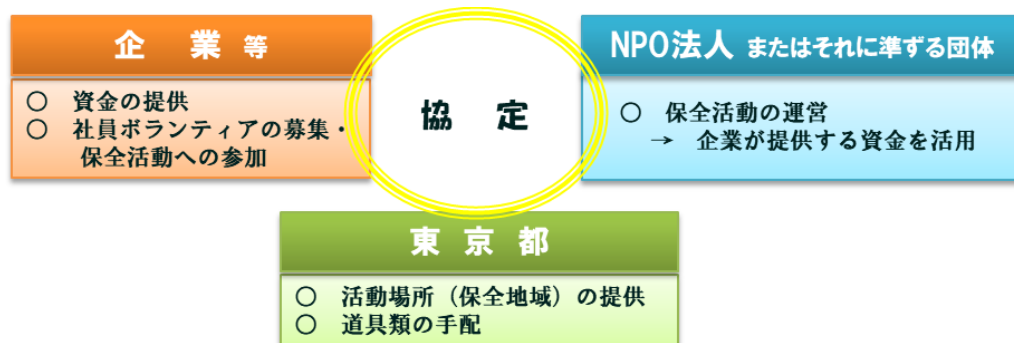 企 業 等
○ 資金の提供
○ 社員ボランティアの募集・
保全活動への参加
協 定
NPO法人 またはそれに準ずる団体
○ 保全活動の運営
→ 企業が提供する資金を活用
東 京 都
○ 活動場所（保全地域）の提供
○ 道具類の手配